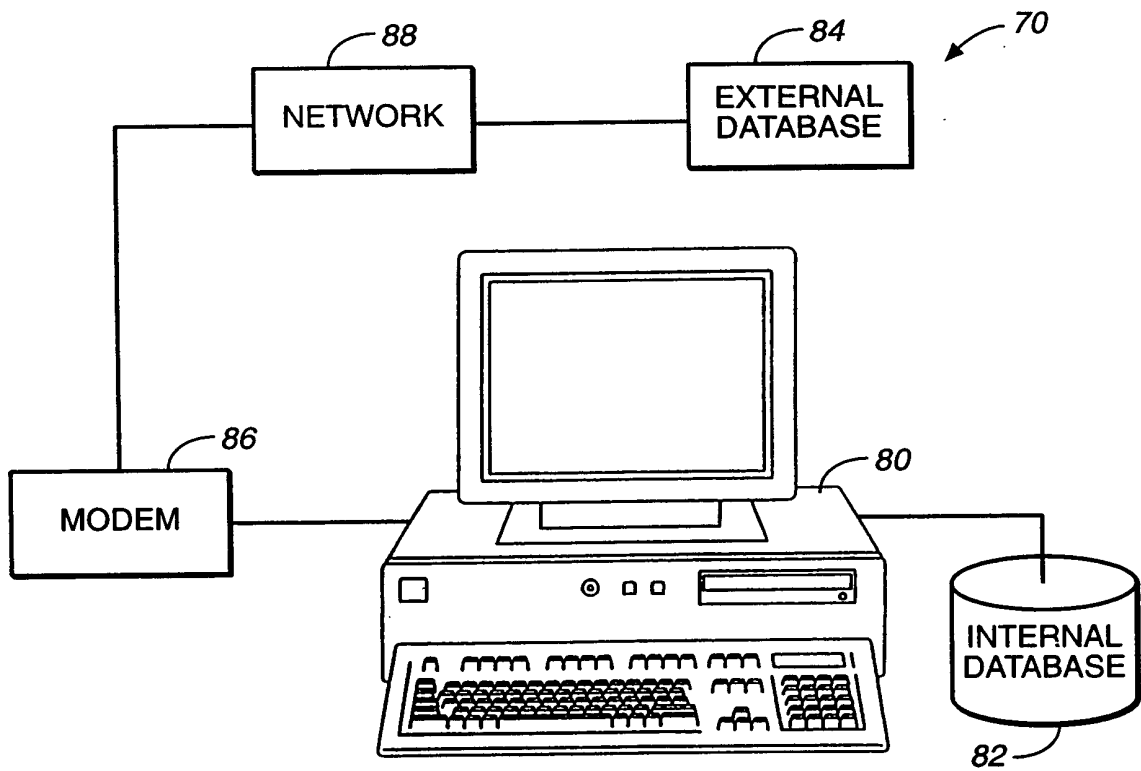 88
84
70
NETWORK
EXTERNAL
DATABASE
86
80
MODEM
INTERNAL
DATABASE
82